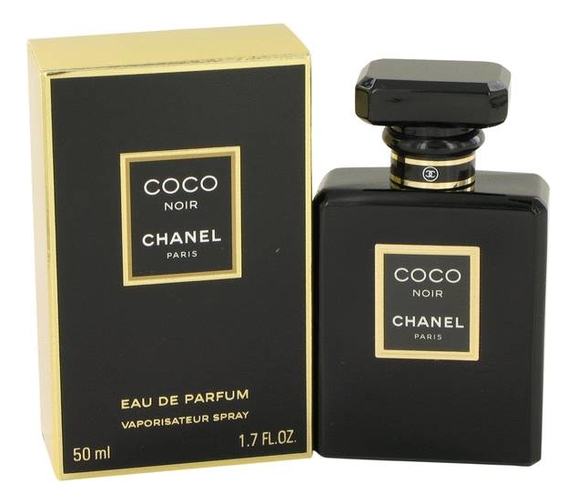 COCO
NOIR
CHANEL
PARIS
EAU DE PARFUM
VAPORISATEUR SPRAY
50 ml 1.7 FL.OZ.
COCO
NOIR
CHANEL
PARIS